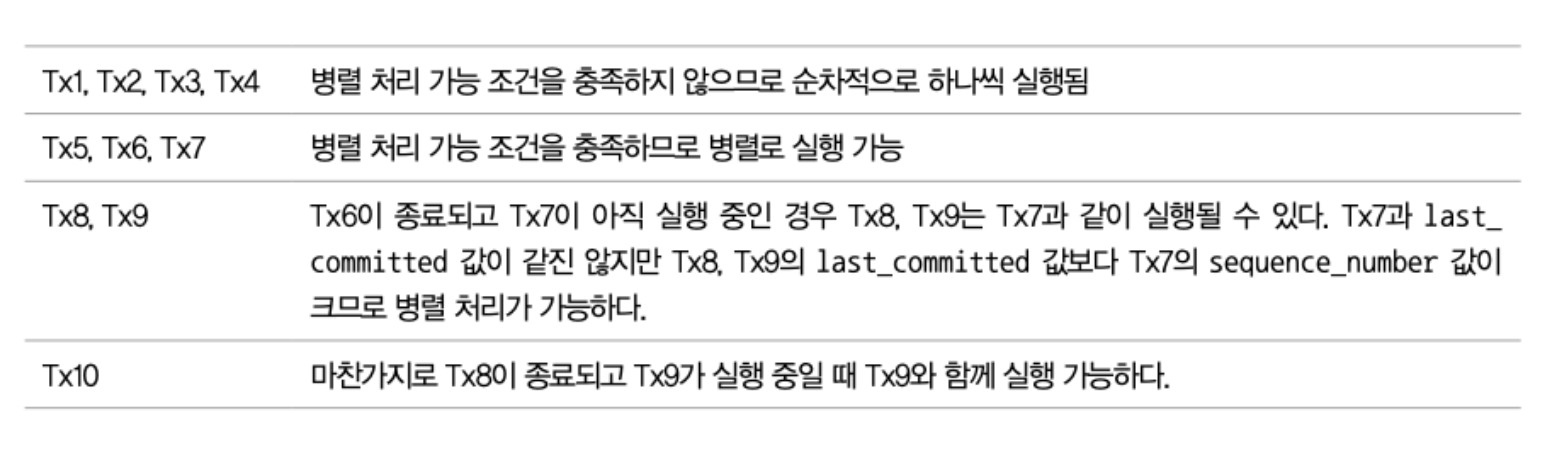 Tx1, Tx2, Tx3, Tx4 병렬 처리 가능 조건을 충족하지 않으므로 순차적으로 하나씩 실행됨
Tx5, Tx6, Tx7 병렬 처리 가능 조건을 충족하므로 병렬로 실행 가능
Tx8, Tx9 Tx6이 종료되고 Tx7이 아직 실행 중인 경우 Tx8, Tx9는 Tx7과 같이 실행될 수 있다. Tx7과 last_
committed 값이 같진 않지만 Tx8, Tx9의 last_committed 값보다 Tx7의 sequence_number 값이
크므로 병렬 처리가 가능하다.
Tx10 마찬가지로 Tx8이 종료되고 Tx9가 실행 중일 때 Tx9와 함께 실행 가능하다.